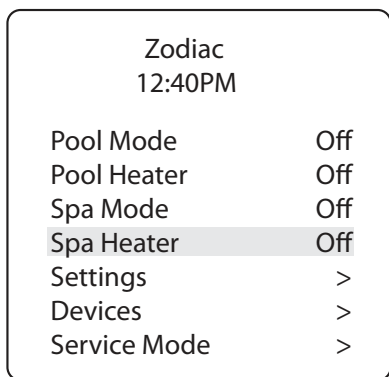 Zodiac
12:40PM
Pool Mode Off
Pool Heater Off
Spa Mode Off
Spa Heater Off
Settings >
Devices >
Service Mode >